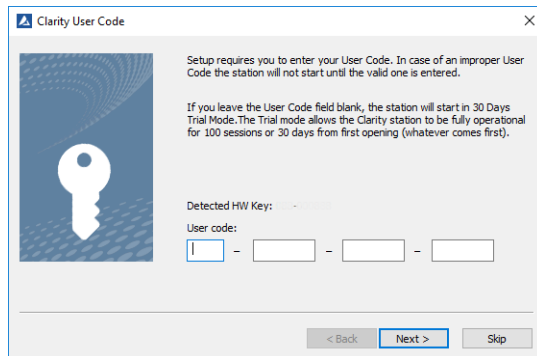 Clarity User Code
Setup requires you to enter your User Code. In case of an improper User
Code the station will not start until the valid one is entered.
If you leave the User Code field blank, the station will start in 30 Days
Trial Mode.The Trial mode allows the Clarity station to be fully operational
for 100 sessions or 30 days from first opening (whatever comes first).
Detected HW Key: -
User code:
– – –
< Back Next > Skip